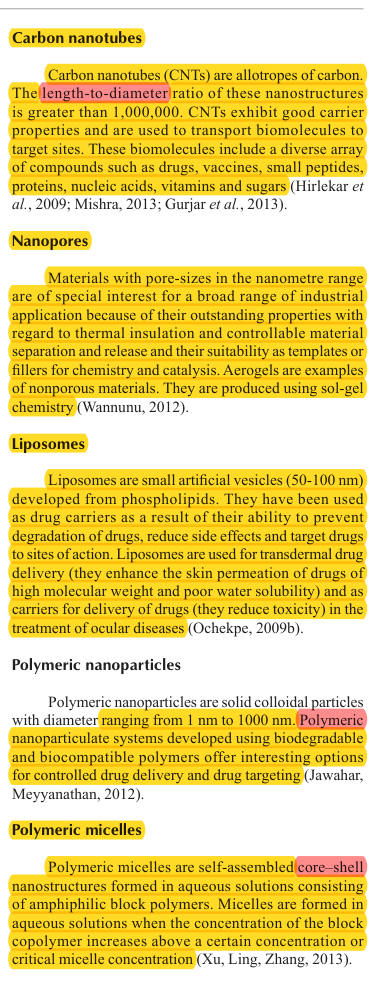 Carbon nanotubes
Carbon nanotubes (CNTs) are allotropes of carbon.
The length-to-diameter ratio of these nanostructures
is greater than 1,000,000. CNTs exhibit good carrier
properties and are used to transport biomolecules to
target sites. These biomolecules include a diverse array
of compounds such as drugs, vaccines, small peptides,
proteins, nucleic acids, vitamins and sugars (Hirlekar et
al., 2009; Mishra, 2013; Gurjar et al., 2013).
Nanopores
Materials with pore-sizes in the nanometre range
are of special interest for a broad range of industrial
application because of their outstanding properties with
regard to thermal insulation and controllable material
separation and release and their suitability as templates or
fillers for chemistry and catalysis. Aerogels are examples
of nonporous materials. They are produced using sol-gel
chemistry (Wannunu, 2012).
Liposomes
Liposomes are small artificial vesicles (50-100 nm)
developed from phospholipids. They have been used
as drug carriers as a result of their ability to prevent
degradation of drugs, reduce side effects and target drugs
to sites of action. Liposomes are used for transdermal drug
delivery (they enhance the skin permeation of drugs of
high molecular weight and poor water solubility) and as
carriers for delivery of drugs (they reduce toxicity) in the
treatment of ocular diseases (Ochekpe, 2009b).
Polymeric nanoparticles
Polymeric nanoparticles are solid colloidal particles
with diameter ranging from 1 nm to 1000 nm. Polymeric
nanoparticulate systems developed using biodegradable
and biocompatible polymers offer interesting options
for controlled drug delivery and drug targeting (Jawahar,
Meyyanathan, 2012).
Polymeric micelles
Polymeric micelles are self-assembled core–shell
nanostructures formed in aqueous solutions consisting
of amphiphilic block polymers. Micelles are formed in
aqueous solutions when the concentration of the block
copolymer increases above a certain concentration or
critical micelle concentration (Xu, Ling, Zhang, 2013).